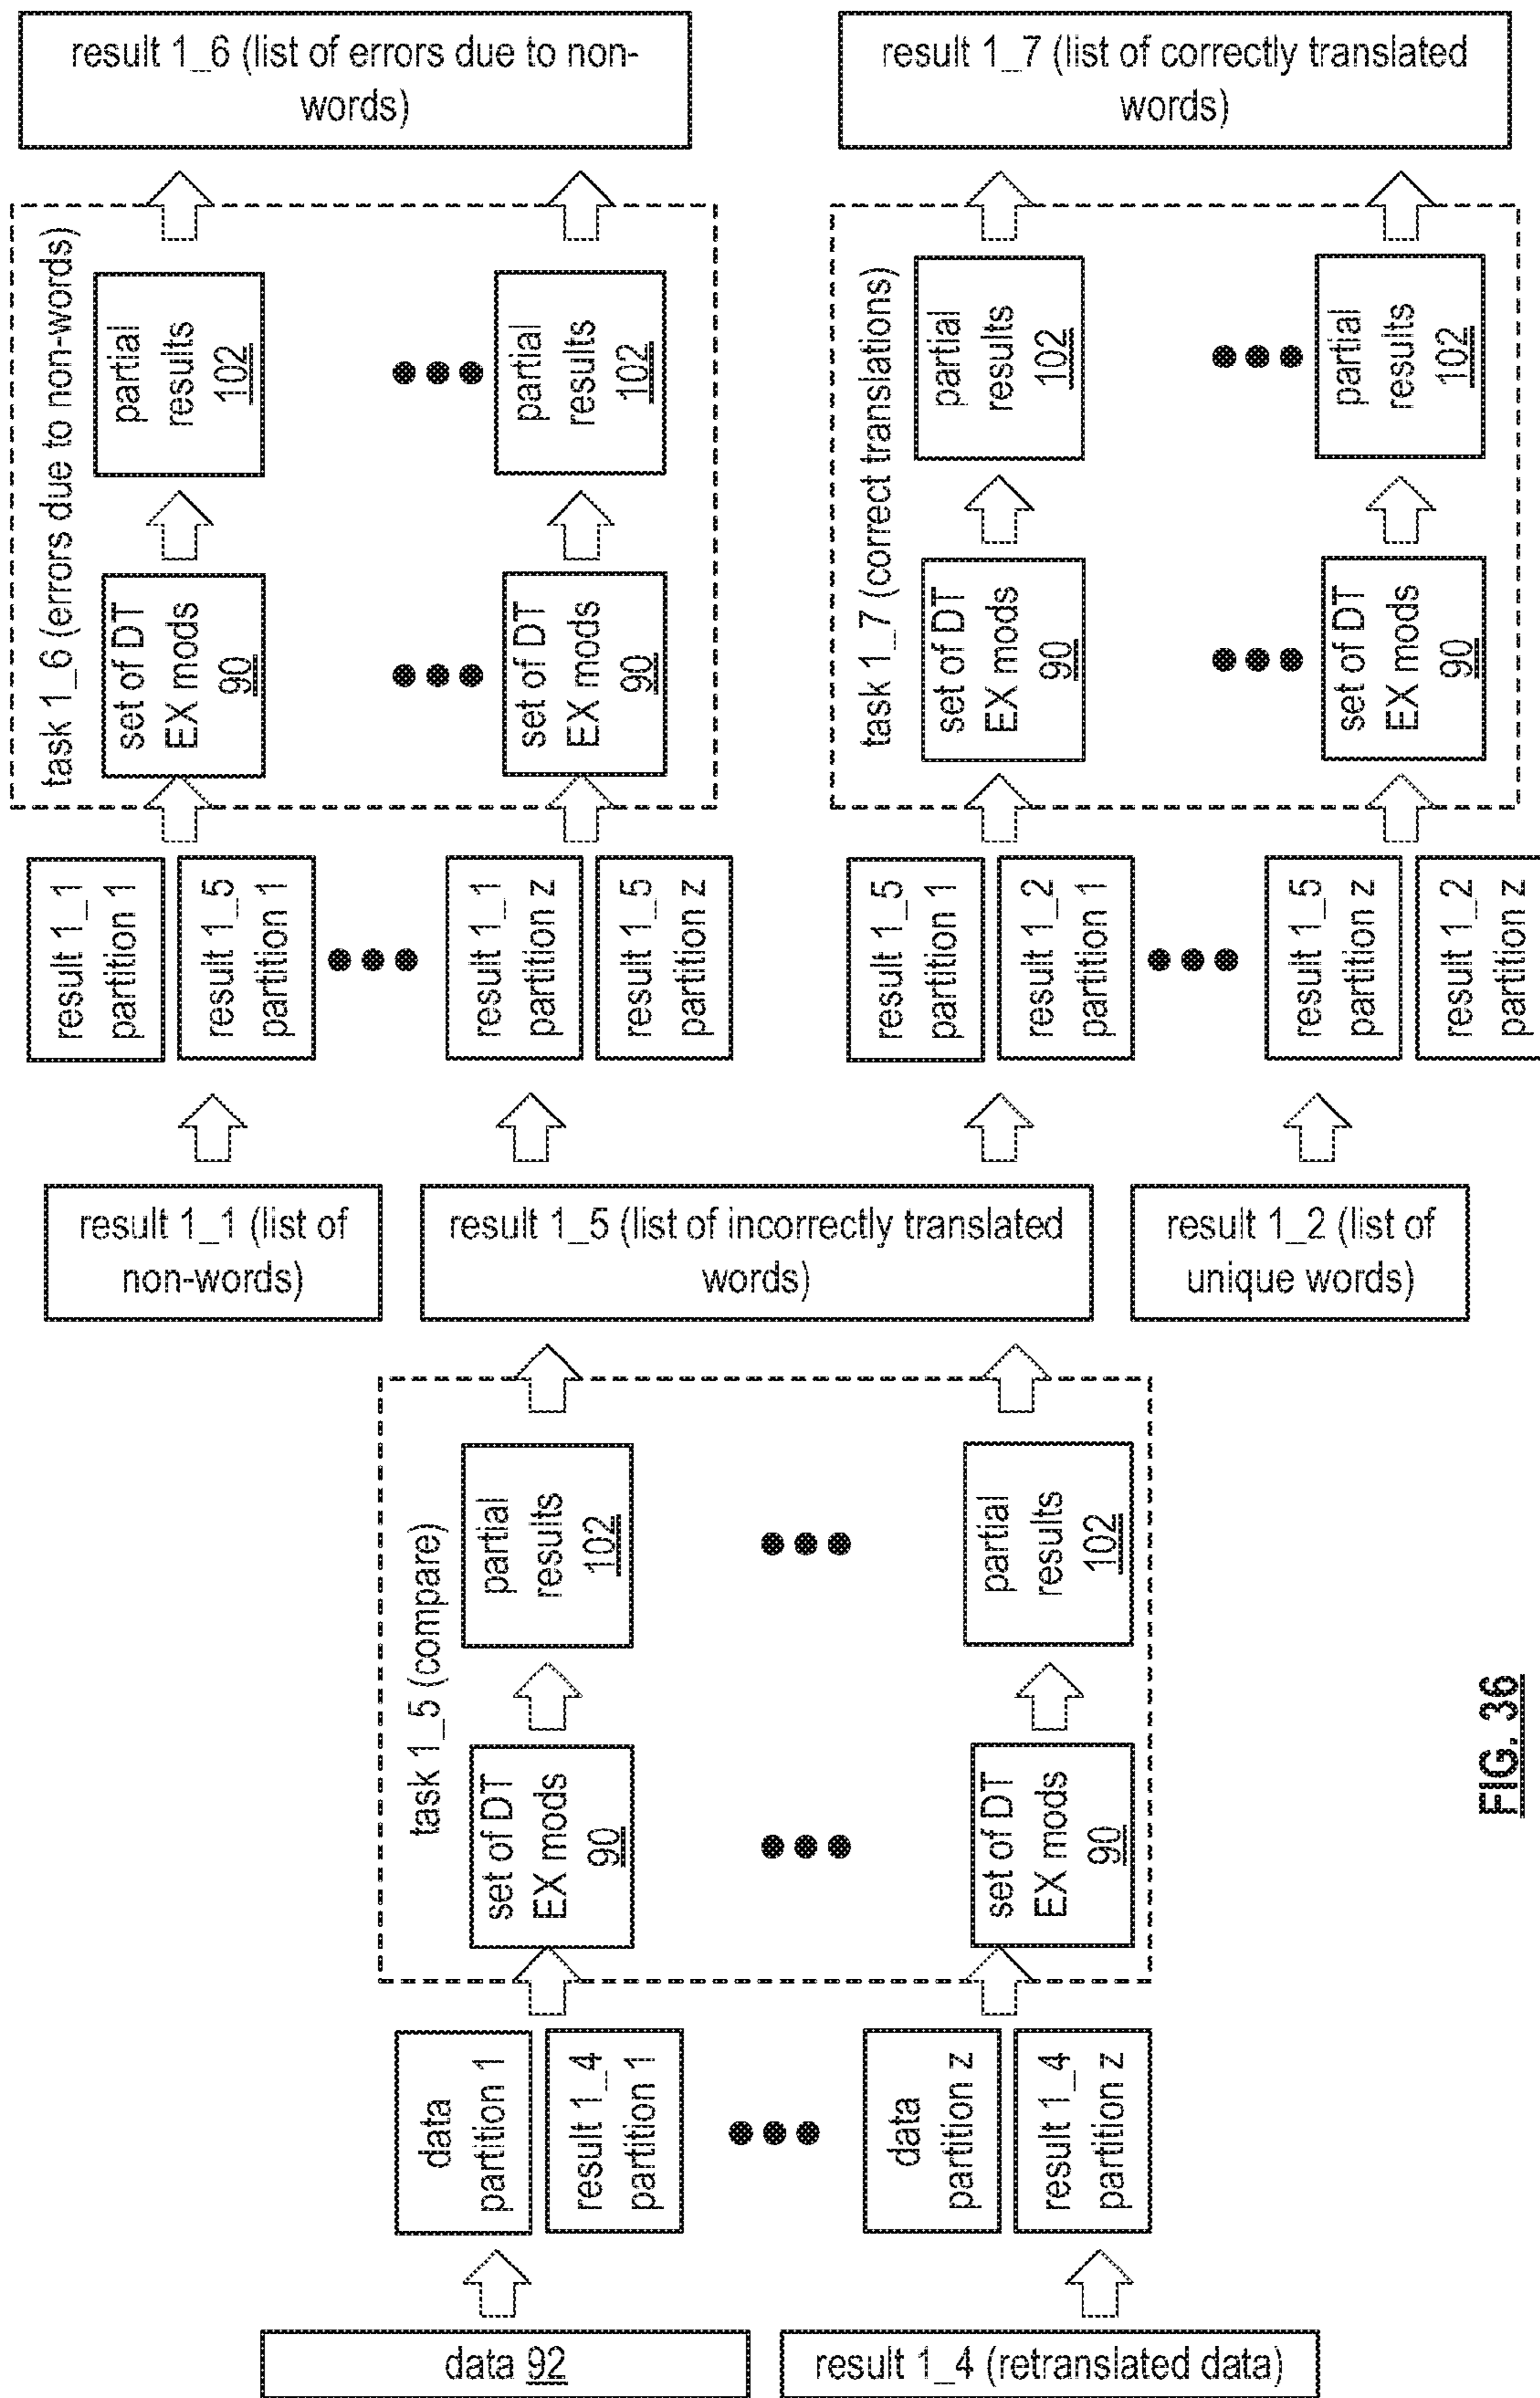 data 92
result 1_4 (retranslated data)
data
partition 1
result 1_4
partition 1
data
partition z
result 1_4
partition z
task 1_5 (compare)
set of DT
EX mods
90
partial
results
102
set of DT
EX mods
90
partial
results
102
result 1_1 (list of
non-words)
result 1_5 (list of incorrectly translated
words)
result 1_2 (list of
unique words)
result 1_1
partition 1
result 1_5
partition 1
result 1_1
partition z
result 1_5
partition z
task 1_6 (errors due to non-words)
set of DT
EX mods
90
partial
results
102
set of DT
EX mods
90
partial
results
102
result 1_6 (list of errors due to non-
words)
result 1_5
partition 1
result 1_2
partition 1
result 1_5
partition z
result 1_2
partition z
task 1_7 (correct translations)
set of DT
EX mods
90
partial
results
102
set of DT
EX mods
90
partial
results
102
result 1_7 (list of correctly translated
words)
FIG. 36